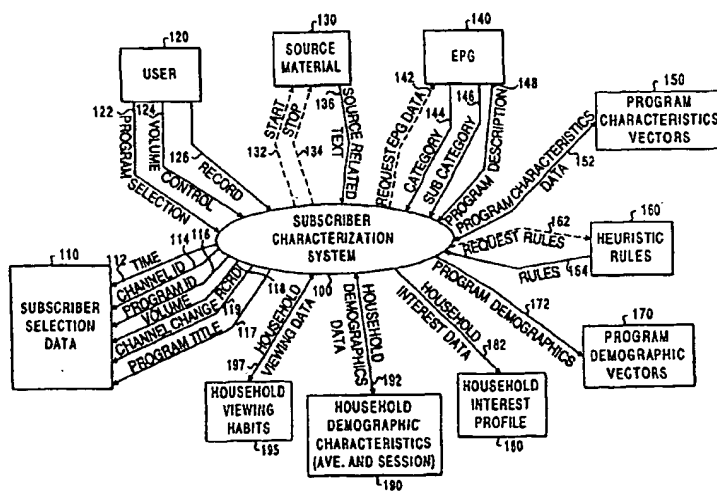 120
USER
122
PROGRAM
SELECTION
124
VOLUME
CONTROL
126
RECORD
130
SOURCE
MATERIAL
START
STOP
132
134
136
SOURCE RELATED
TEXT
140
EPG
142
REQUEST EPG DATA
144
CATEGORY
146
SUB CATEGORY
148
PROGRAM DESCRIPTION
150
PROGRAM
CHARACTERISTICS
VECTORS
PROGRAM CHARACTERISTICS
DATA
152
SUBSCRIBER
CHARACTERIZATION
SYSTEM
100
REQUEST RULES
162
160
HEURISTIC
RULES
RULES
164
110
SUBSCRIBER
SELECTION
DATA
112
TIME
114
CHANNEL ID
116
PROGRAM ID
VOLUME
RCRD
118
CHANNEL CHANGE
119
PROGRAM TITLE
117
HOUSEHOLD
VIEWING DATA
197
HOUSEHOLD
VIEWING
HABITS
195
HOUSEHOLD
DEMOGRAPHICS
DATA
192
HOUSEHOLD
DEMOGRAPHIC
CHARACTERISTICS
(AVE. AND SESSION)
190
HOUSEHOLD
INTEREST DATA
182
HOUSEHOLD
INTEREST
PROFILE
180
PROGRAM DEMOGRAPHICS
172
170
PROGRAM
DEMOGRAPHIC
VECTORS